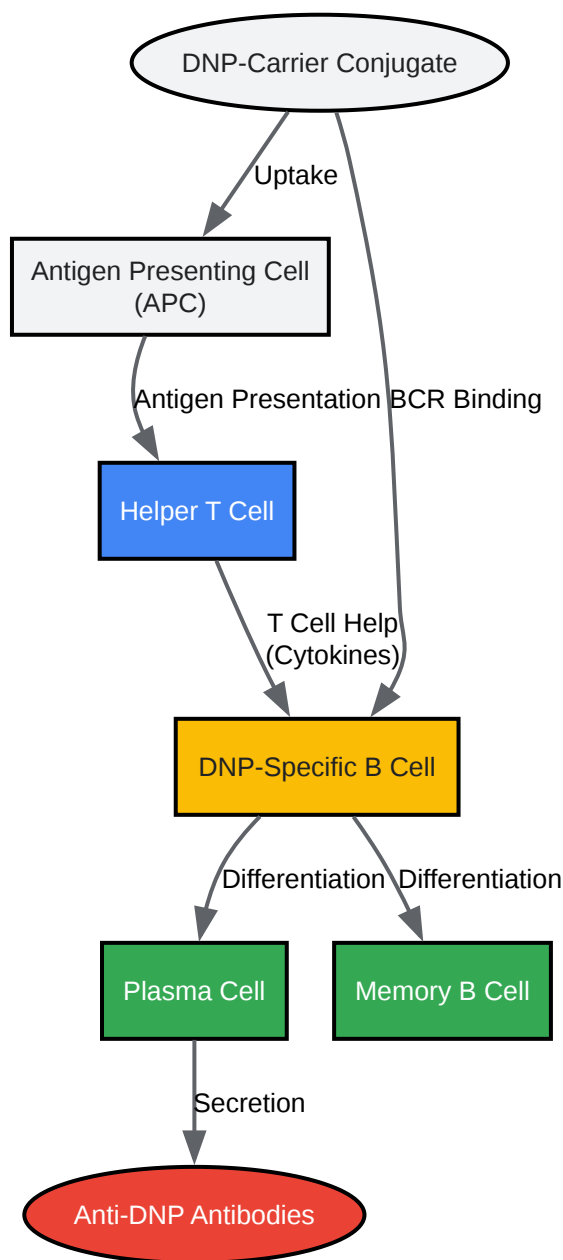 DNP-Carrier Conjugate
Uptake
Antigen Presenting Cell
(APC)
Antigen Presentation
BCR Binding
Helper T Cell
T Cell Help
(Cytokines)
DNP-Specific B Cell
Differentiation
Differentiation
Plasma Cell
Memory B Cell
Secretion
Anti-DNP Antibodies